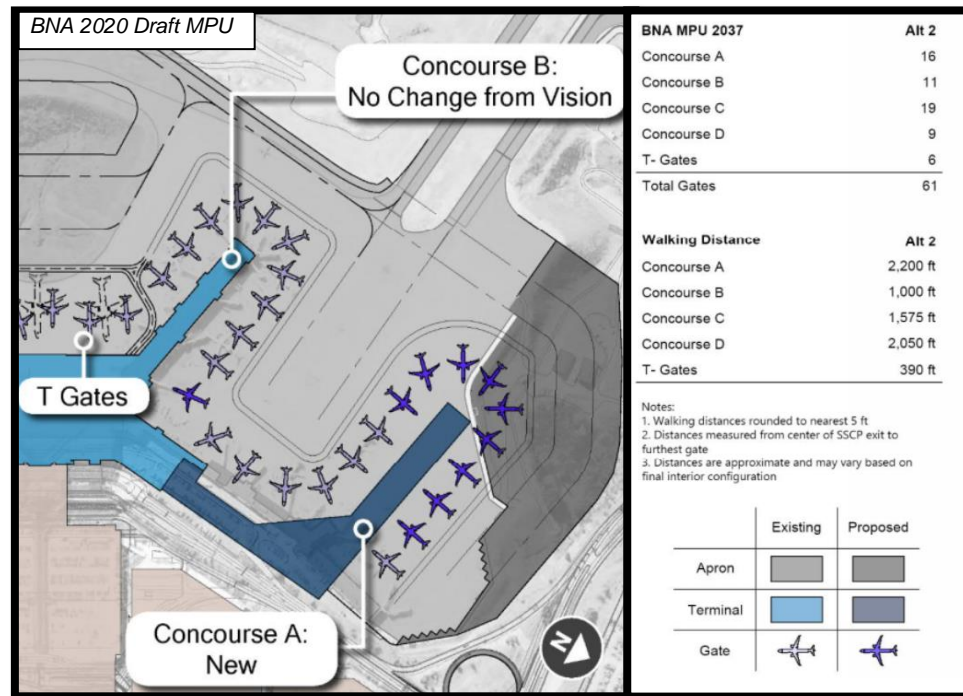 BNA 2020 Draft MPU
Concourse B:
No Change from Vision
T Gates
Concourse A:
New
N
BNA MPU 2037 Alt 2
Concourse A 16
Concourse B 11
Concourse C 19
Concourse D 9
T- Gates 6
Total Gates 61
Walking Distance Alt 2
Concourse A 2,200 ft
Concourse B 1,000 ft
Concourse C 1,575 ft
Concourse D 2,050 ft
T- Gates 390 ft
Notes:
1. Walking distances rounded to nearest 5 ft
2. Distances measured from center of SSCP exit to
furthest gate
3. Distances are approximate and may vary based on
final interior configuration
Existing Proposed
Apron
Terminal
Gate